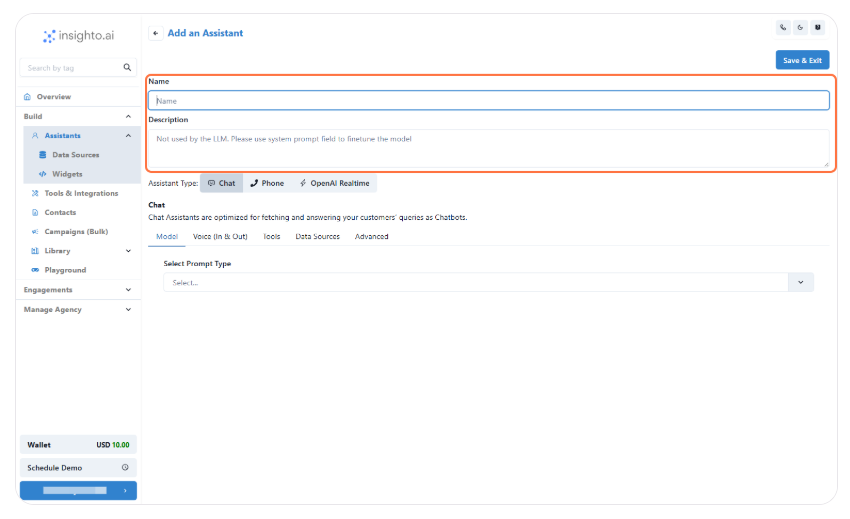 insighto.ai
Search by tag
Overview
Build
Assistants
Data Sources
Widgets
Tools & Integrations
Contacts
Campaigns (Bulk)
Library
Playground
Engagements
Manage Agency
Wallet USD 10.00
Schedule Demo
Add an Assistant
Save & Exit
Name
Name
Description
Not used by the LLM. Please use system prompt field to finetune the model
Assistant Type: Chat Phone OpenAI Realtime
Chat
Chat Assistants are optimized for fetching and answering your customers' queries as Chatbots.
Model Voice (In & Out) Tools Data Sources Advanced
Select Prompt Type
Select...